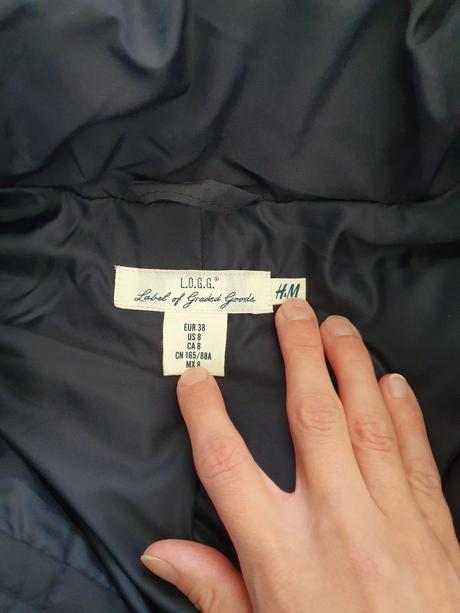 L.O.G.G.®
Label of Graded Goods
H&M
EUR 38
US 8
CA 8
CN 165/88A
MX 8